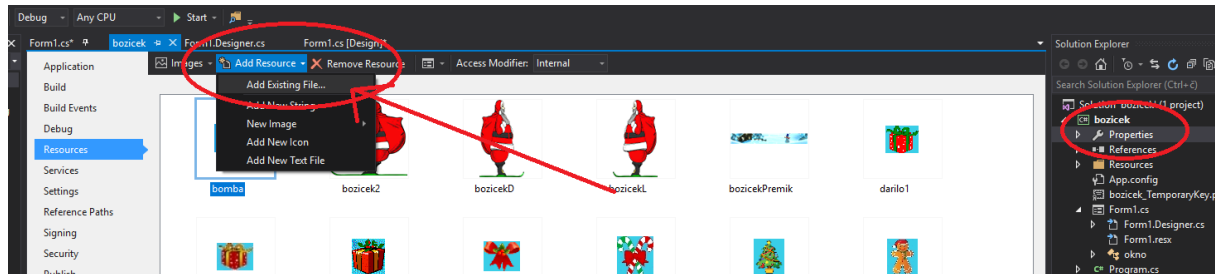 Debug Any CPU Start
Form1.cs* bozicek Form1.Designer.cs Form1.cs [Design]*
Application
Build
Build Events
Debug
Resources
Services
Settings
Reference Paths
Signing
Security
Publish
Images Add Resource Remove Resource Access Modifier: Internal
Add Existing File...
Add New String
New Image
Add New Icon
Add New Text File
bomba bozicek2 bozicekD bozicekL bozicekPremik darilo1
Solution Explorer
Search Solution Explorer (Ctrl+č)
(1 project)
bozicek
Properties
References
Resources
App.config
bozicek_TemporaryKey.p
Form1.cs
Form1.Designer.cs
Form1.resx
okno
Program.cs